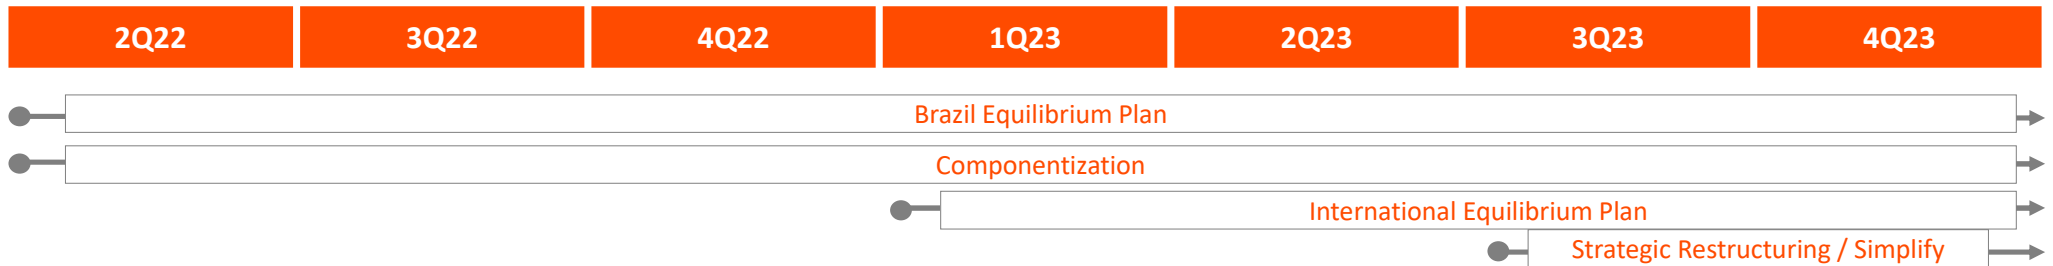 2Q22 3Q22 4Q22 1Q23 2Q23 3Q23 4Q23
Brazil Equilibrium Plan
Componentization
International Equilibrium Plan
Strategic Restructuring / Simplify